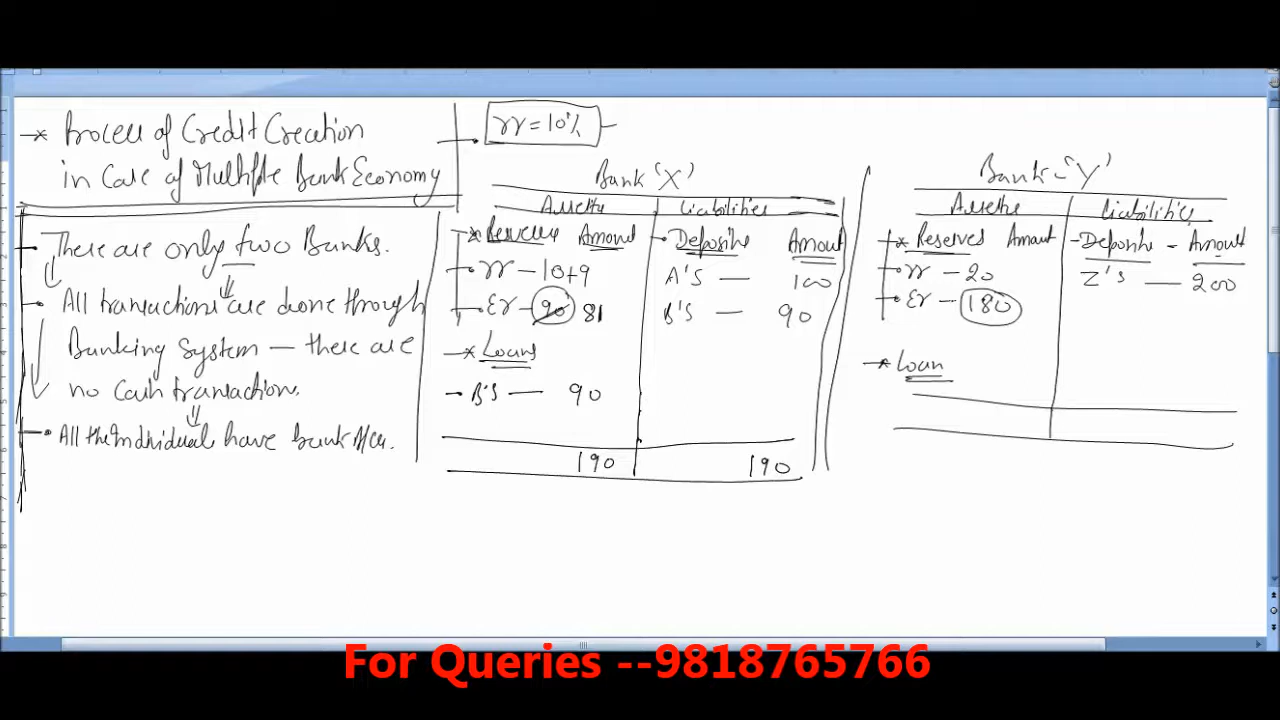 Process of Credit Creation
in Case of Multiple Bank Economy
There are only two Banks.
All transactions are done through
Banking System — there are
no Cash transaction.
All the Individuals have bank A/cs.
rr = 10%
Bank 'X'
Assets Liabilities
Reserves Amount Deposits Amount
rr — 10+9 A'S — 100
Er — 90 81 B'S — 90
Loans
B'S — 90
190 190
Bank - 'Y'
Assets Liabilities
Reserves Amount Deposits - Amount
rr — 20 Z'S — 200
Er — 180
Loan
For Queries --9818765766